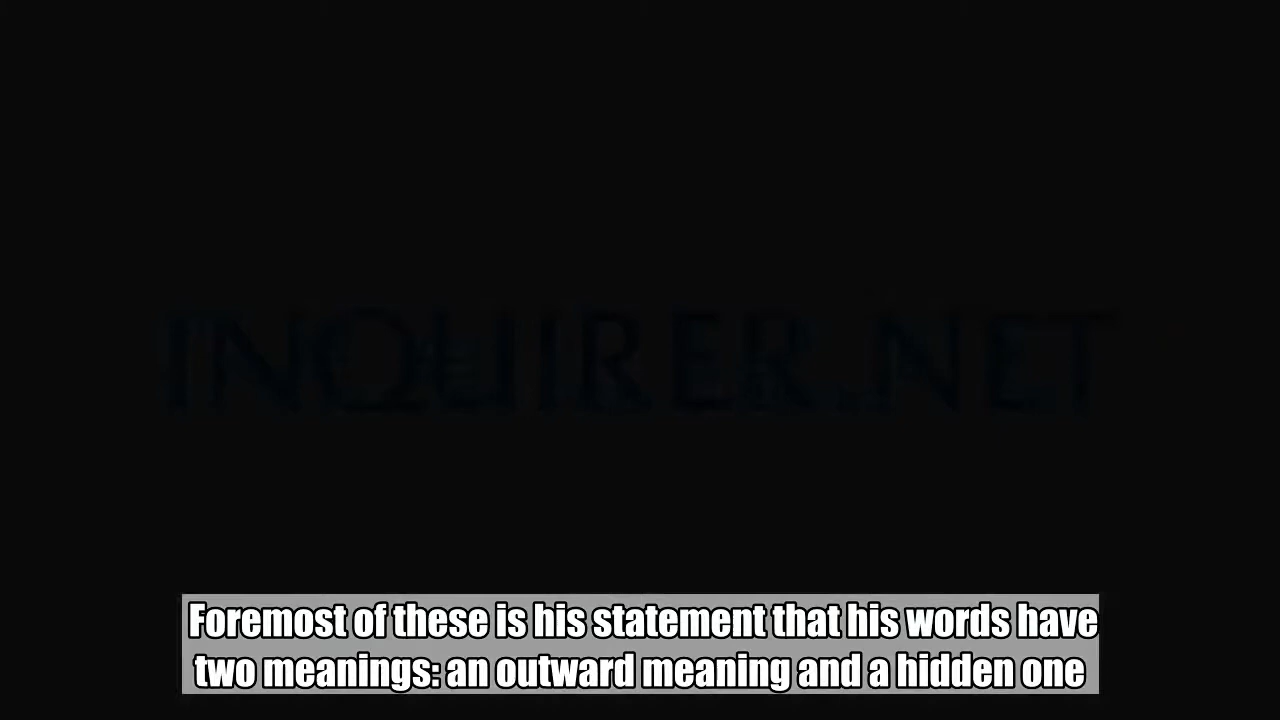 INQUIRER.NET
Foremost of these is his statement that his words have
two meanings: an outward meaning and a hidden one